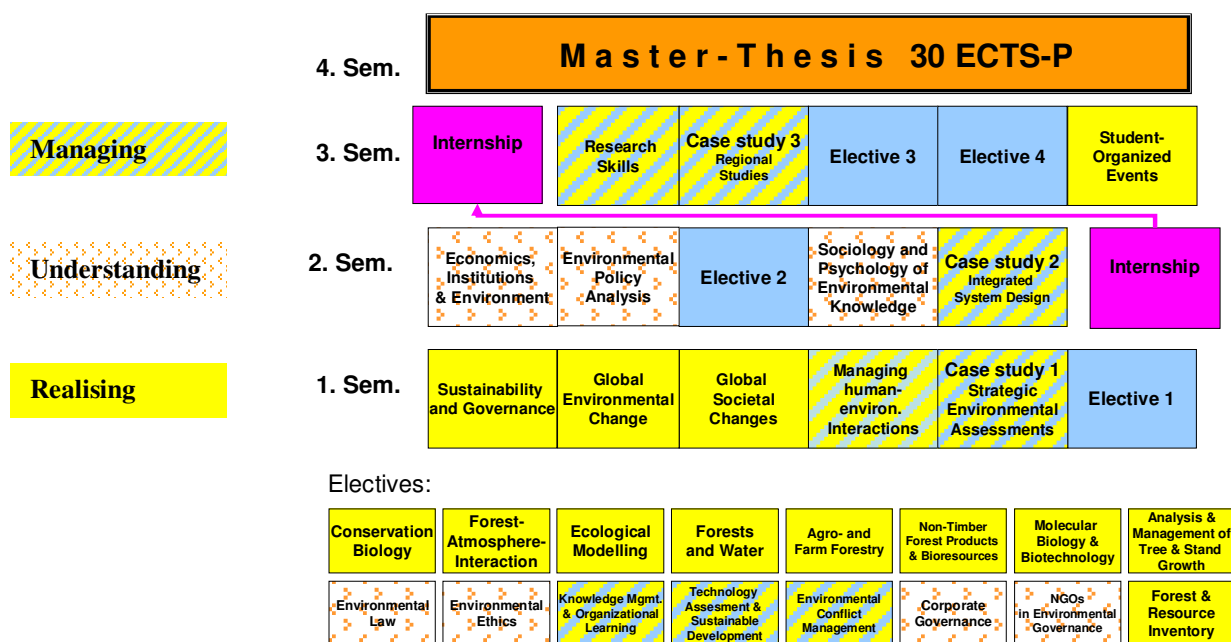 Master-Thesis 30 ECTS-P
4. Sem.
Managing
3. Sem.
Internship
Research
Skills
Case study 3
Regional
Studies
Elective 3
Elective 4
Student-
Organized
Events
Understanding
2. Sem.
Economics,
Institutions
& Environment
Environmental
Policy
Analysis
Elective 2
Sociology and
Psychology of
Environmental
Knowledge
Case study 2
Integrated
System Design
Internship
Realising
1. Sem.
Sustainability
and Governance
Global
Environmental
Change
Global
Societal
Changes
Managing
human-
environ.
Interactions
Case study 1
Strategic
Environmental
Assessments
Elective 1
Electives:
Conservation
Biology
Forest-
Atmosphere-
Interaction
Ecological
Modelling
Forests
and Water
Agro- and
Farm Forestry
Non-Timber
Forest Products
& Bioresources
Molecular
Biology &
Biotechnology
Analysis &
Management of
Tree & Stand
Growth
Environmental
Law
Environmental
Ethics
Knowledge Mgmt.
& Organizational
Learning
Technology
Assesment &
Sustainable
Development
Environmental
Conflict
Management
Corporate
Governance
NGOs
in Environmental
Governance
Forest &
Resource
Inventory